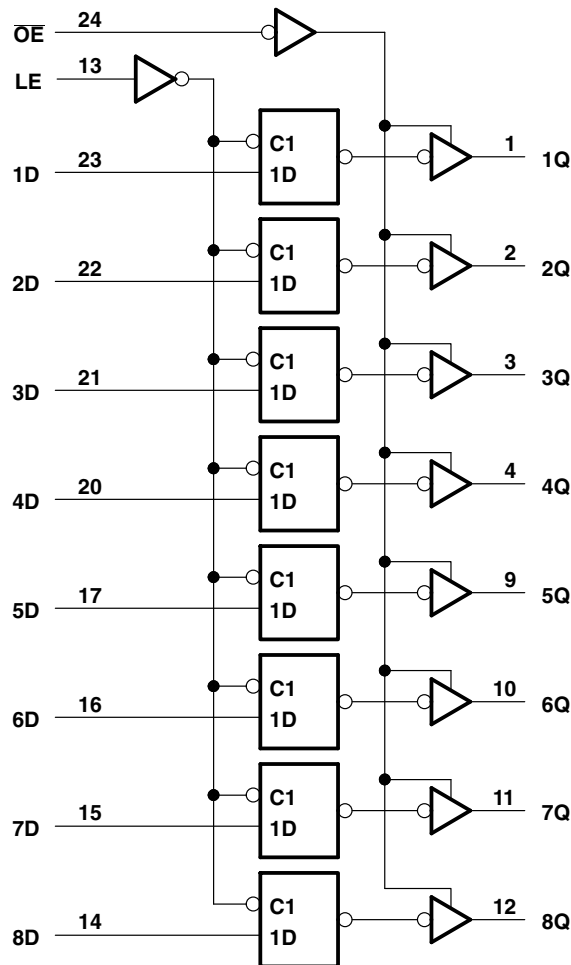 OE 24
LE 13
C1 1 1Q
1D 23 1D
C1 2 2Q
2D 22 1D
C1 3 3Q
3D 21 1D
C1 4 4Q
4D 20 1D
C1 9 5Q
5D 17 1D
C1 10 6Q
6D 16 1D
C1 11 7Q
7D 15 1D
C1 12 8Q
8D 14 1D